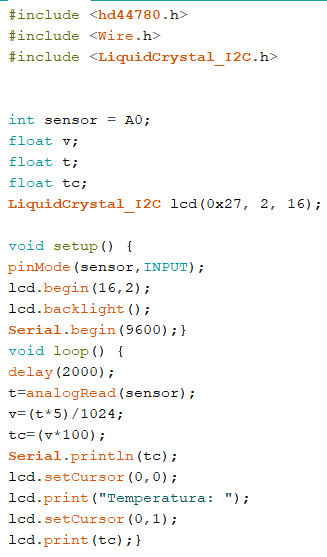 #include <hd44780.h>
#include <Wire.h>
#include <LiquidCrystal_I2C.h>
int sensor = A0;
float v;
float t;
float tc;
LiquidCrystal_I2C lcd(0x27, 2, 16);
void setup() {
pinMode(sensor,INPUT);
lcd.begin(16,2);
lcd.backlight();
Serial.begin(9600);}
void loop() {
delay(2000);
t=analogRead(sensor);
v=(t*5)/1024;
tc=(v*100);
Serial.println(tc);
lcd.setCursor(0,0);
lcd.print("Temperatura: ");
lcd.setCursor(0,1);
lcd.print(tc);}